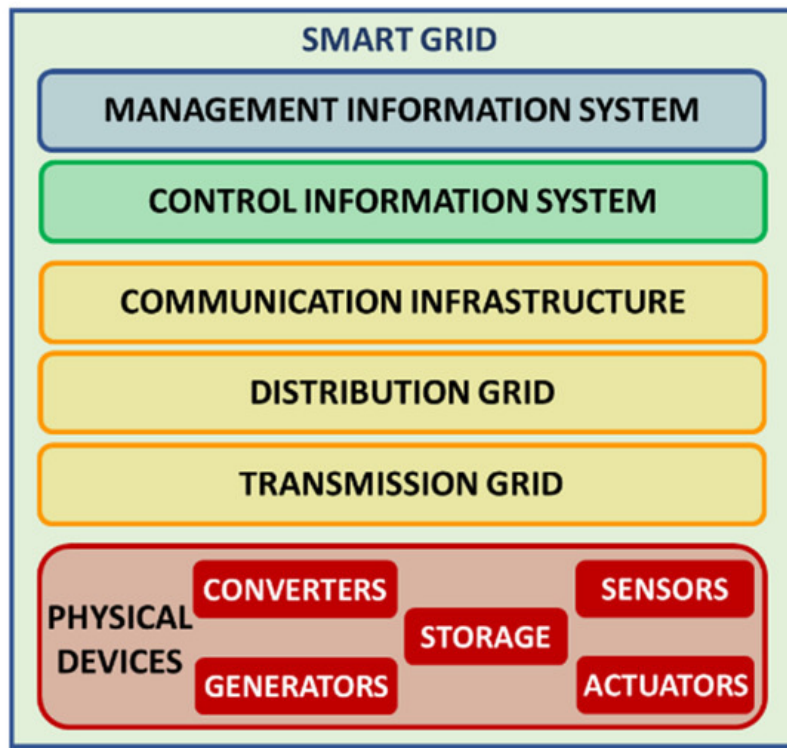 SMART GRID
MANAGEMENT INFORMATION SYSTEM
CONTROL INFORMATION SYSTEM
COMMUNICATION INFRASTRUCTURE
DISTRIBUTION GRID
TRANSMISSION GRID
PHYSICAL
DEVICES
CONVERTERS
SENSORS
STORAGE
GENERATORS
ACTUATORS